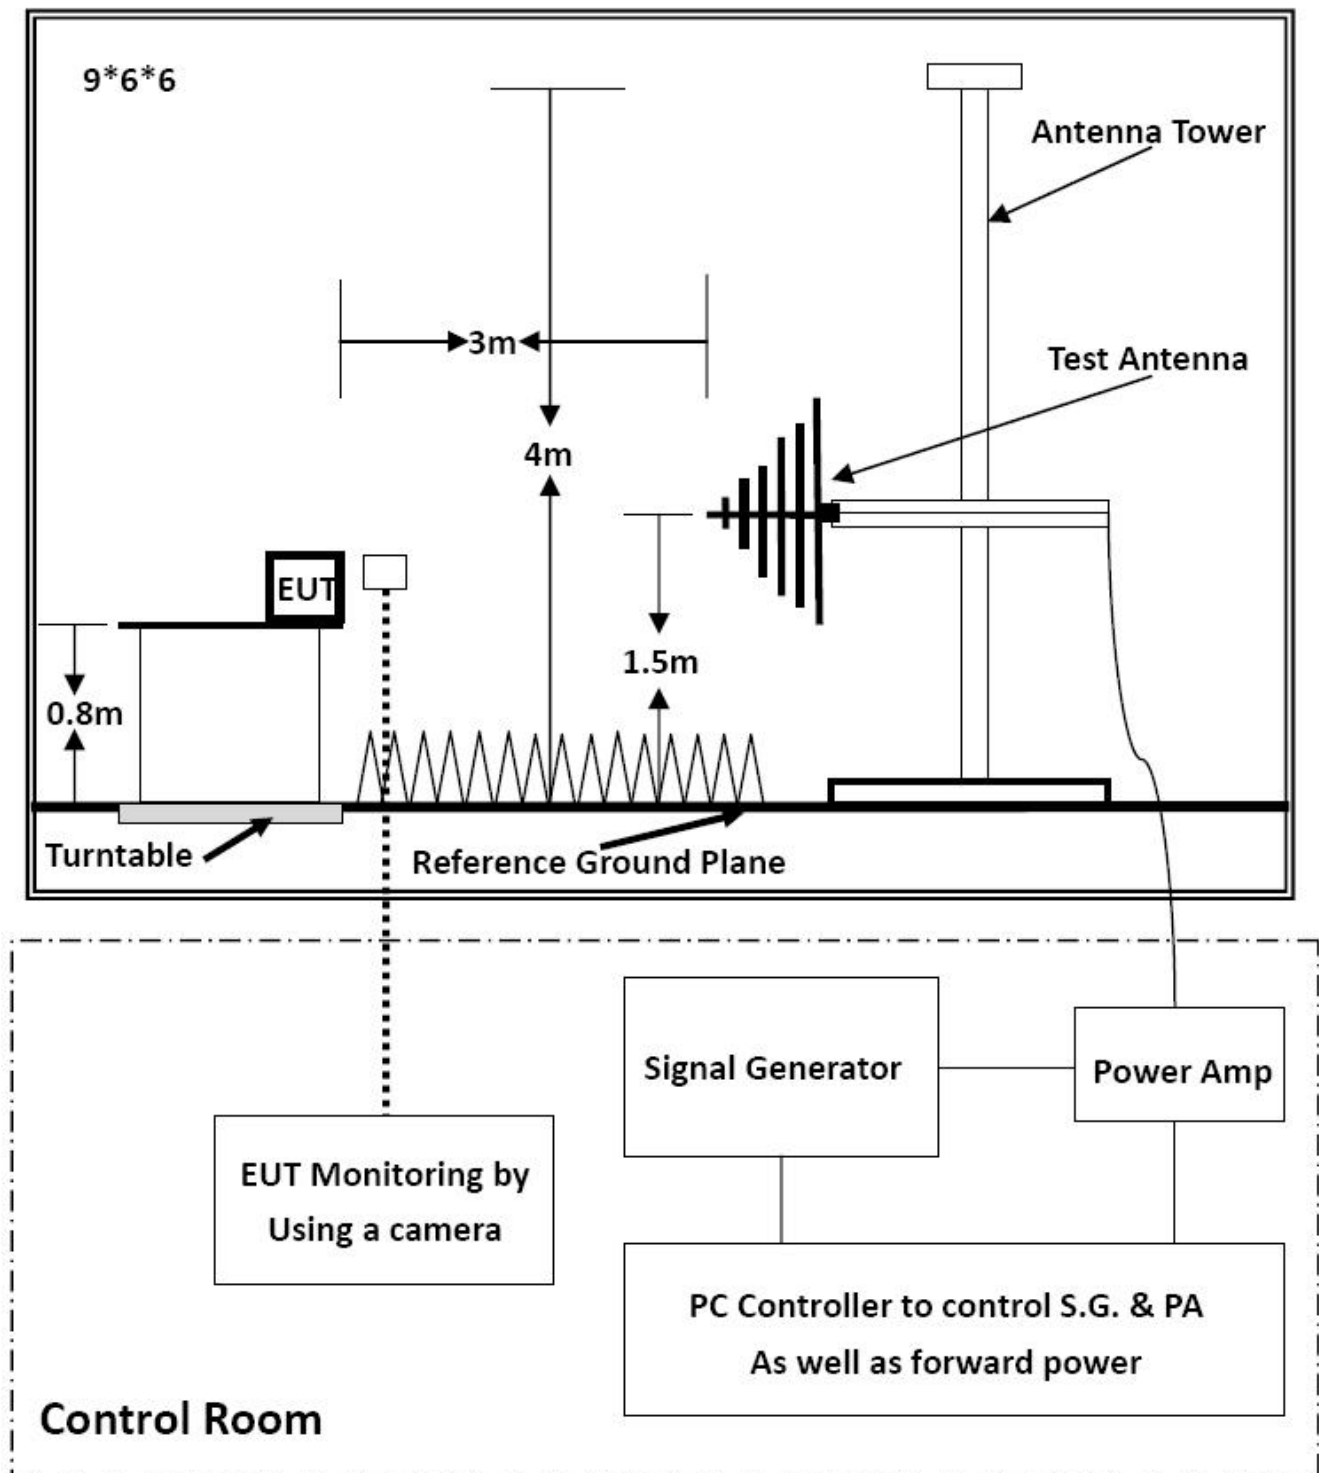 9*6*6
Antenna Tower
3m
Test Antenna
4m
EUT
1.5m
0.8m
Turntable
Reference Ground Plane
Signal Generator
Power Amp
EUT Monitoring by
Using a camera
PC Controller to control S.G. & PA
As well as forward power
Control Room